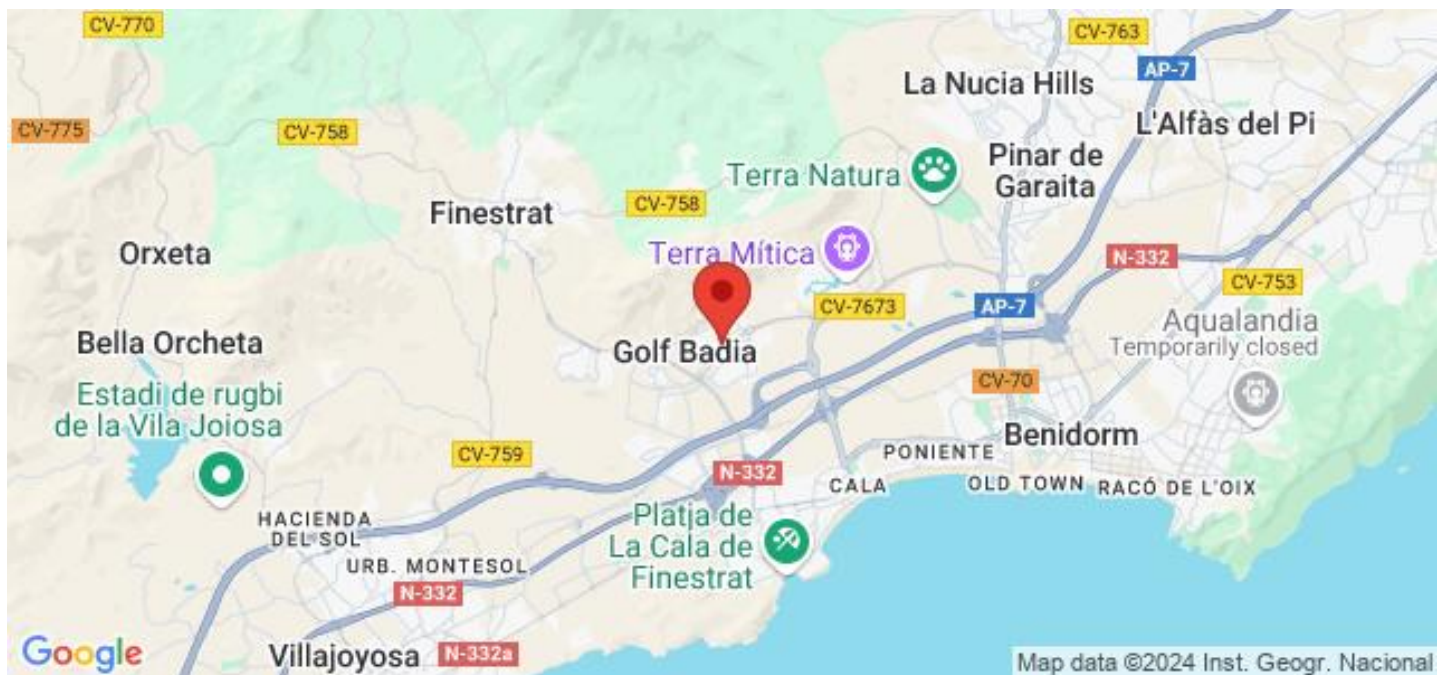 CV-770
CV-763
AP-7
La Nucia Hills
CV-775
CV-758
L'Alfàs del Pi
Pinar de
Garaita
Terra Natura
CV-758
Finestrat
Orxeta
Terra Mítica
N-332
CV-753
CV-7673
AP-7
Aqualandia
Temporarily closed
Bella Orcheta
Golf Badia
Estadi de rugbi
de la Vila Joiosa
CV-70
Benidorm
CV-759
PONIENTE
N-332
CALA
OLD TOWN
RACÓ DE L'OIX
HACIENDA
DEL SOL
Platja de
La Cala de
Finestrat
URB. MONTESOL
N-332
Villajoyosa
N-332a
Google
Map data ©2024 Inst. Geogr. Nacional